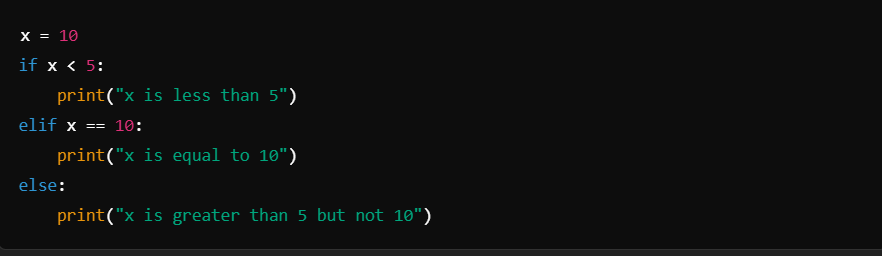 x = 10
if x < 5:
    print("x is less than 5")
elif x == 10:
    print("x is equal to 10")
else:
    print("x is greater than 5 but not 10")